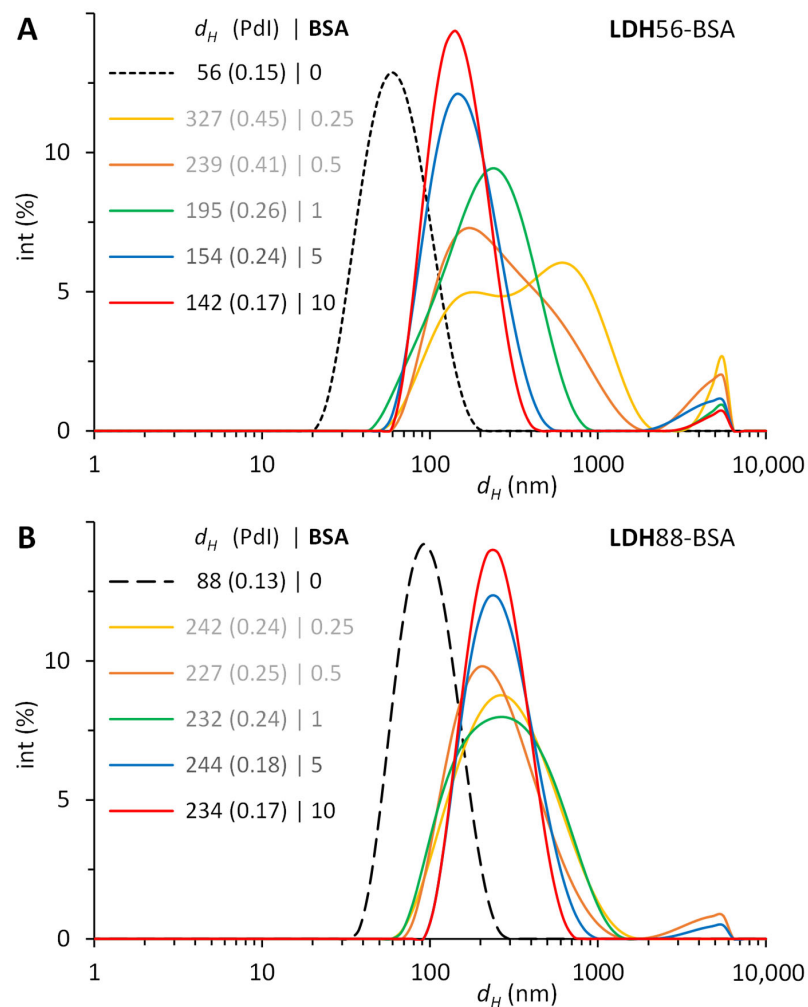 A
d_H (PdI) | BSA
LDH56-BSA
56 (0.15) | 0
327 (0.45) | 0.25
239 (0.41) | 0.5
195 (0.26) | 1
154 (0.24) | 5
142 (0.17) | 10
int (%)
10
5
0
1 10 100 1000 10,000
d_H (nm)
B
d_H (PdI) | BSA
LDH88-BSA
88 (0.13) | 0
242 (0.24) | 0.25
227 (0.25) | 0.5
232 (0.24) | 1
244 (0.18) | 5
234 (0.17) | 10
int (%)
10
5
0
1 10 100 1000 10,000
d_H (nm)